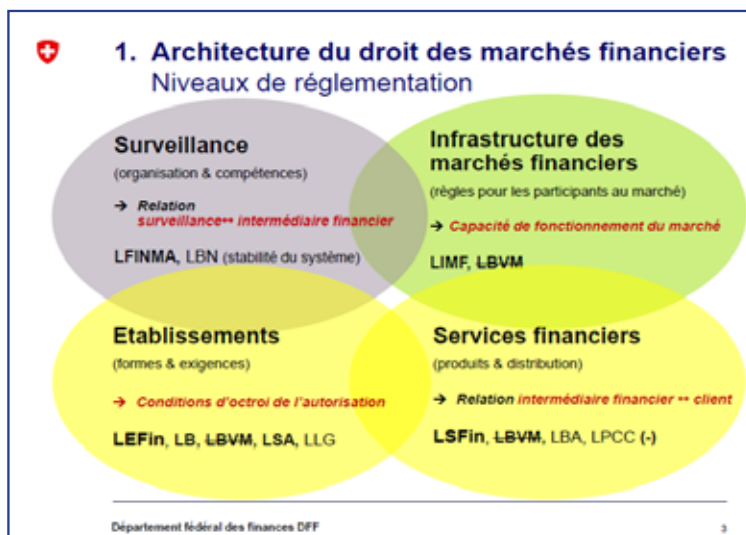 1. Architecture du droit des marchés financiers
Niveaux de réglementation
Surveillance
(organisation & compétences)
→ Relation
surveillance↔ intermédiaire financier
LFINMA, LBN (stabilité du système)
Infrastructure des
marchés financiers
(règles pour les participants au marché)
→ Capacité de fonctionnement du marché
LIMF, LBVM
Etablissements
(formes & exigences)
→ Conditions d'octroi de l'autorisation
LEFin, LB, LBVM, LSA, LLG
Services financiers
(produits & distribution)
→ Relation intermédiaire financier ↔ client
LSFin, LBVM, LBA, LPCC (-)
Département fédéral des finances DFF
3